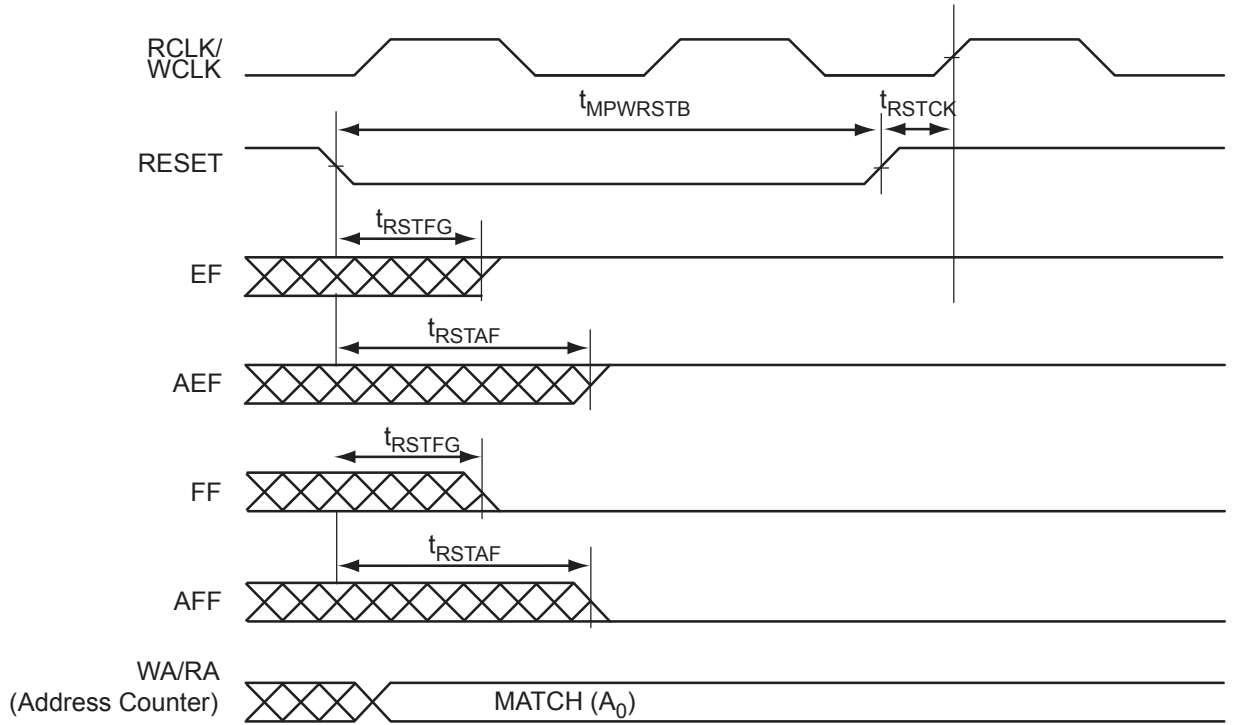 RCLK/
WCLK
tMPWRSTB
tRSTCK
RESET
tRSTFG
EF
tRSTAF
AEF
tRSTFG
FF
tRSTAF
AFF
WA/RA
(Address Counter)
MATCH (A0)